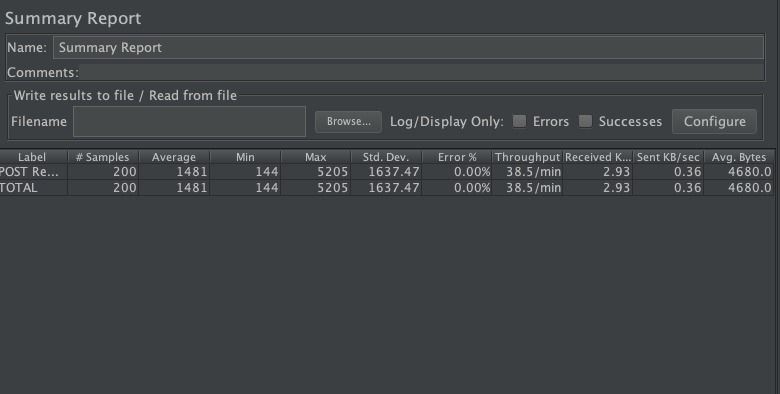 Summary Report
Name: Summary Report
Comments:
Write results to file / Read from file
Filename Browse... Log/Display Only: Errors Successes Configure
Label # Samples Average Min Max Std. Dev. Error % Throughput Received K... Sent KB/sec Avg. Bytes
POST Re... 200 1481 144 5205 1637.47 0.00% 38.5/min 2.93 0.36 4680.0
TOTAL 200 1481 144 5205 1637.47 0.00% 38.5/min 2.93 0.36 4680.0